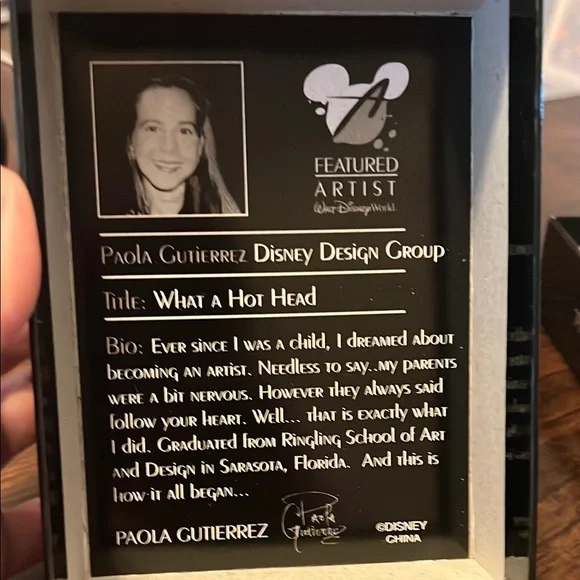 FEATURED
ARTIST
Walt Disney World.
Paola Gutierrez Disney Design Group
Title: What a Hot Head
Bio: Ever since I was a child, I dreamed about
becoming an artist. Needless to say..my parents
were a bit nervous. However they always said
follow your heart. Well... that is exactly what
I did. Graduated from Ringling School of Art
and Design in Sarasota, Florida. And this is
how it all began...
PAOLA GUTIERREZ
Paola
Gutierrez
©DISNEY
CHINA